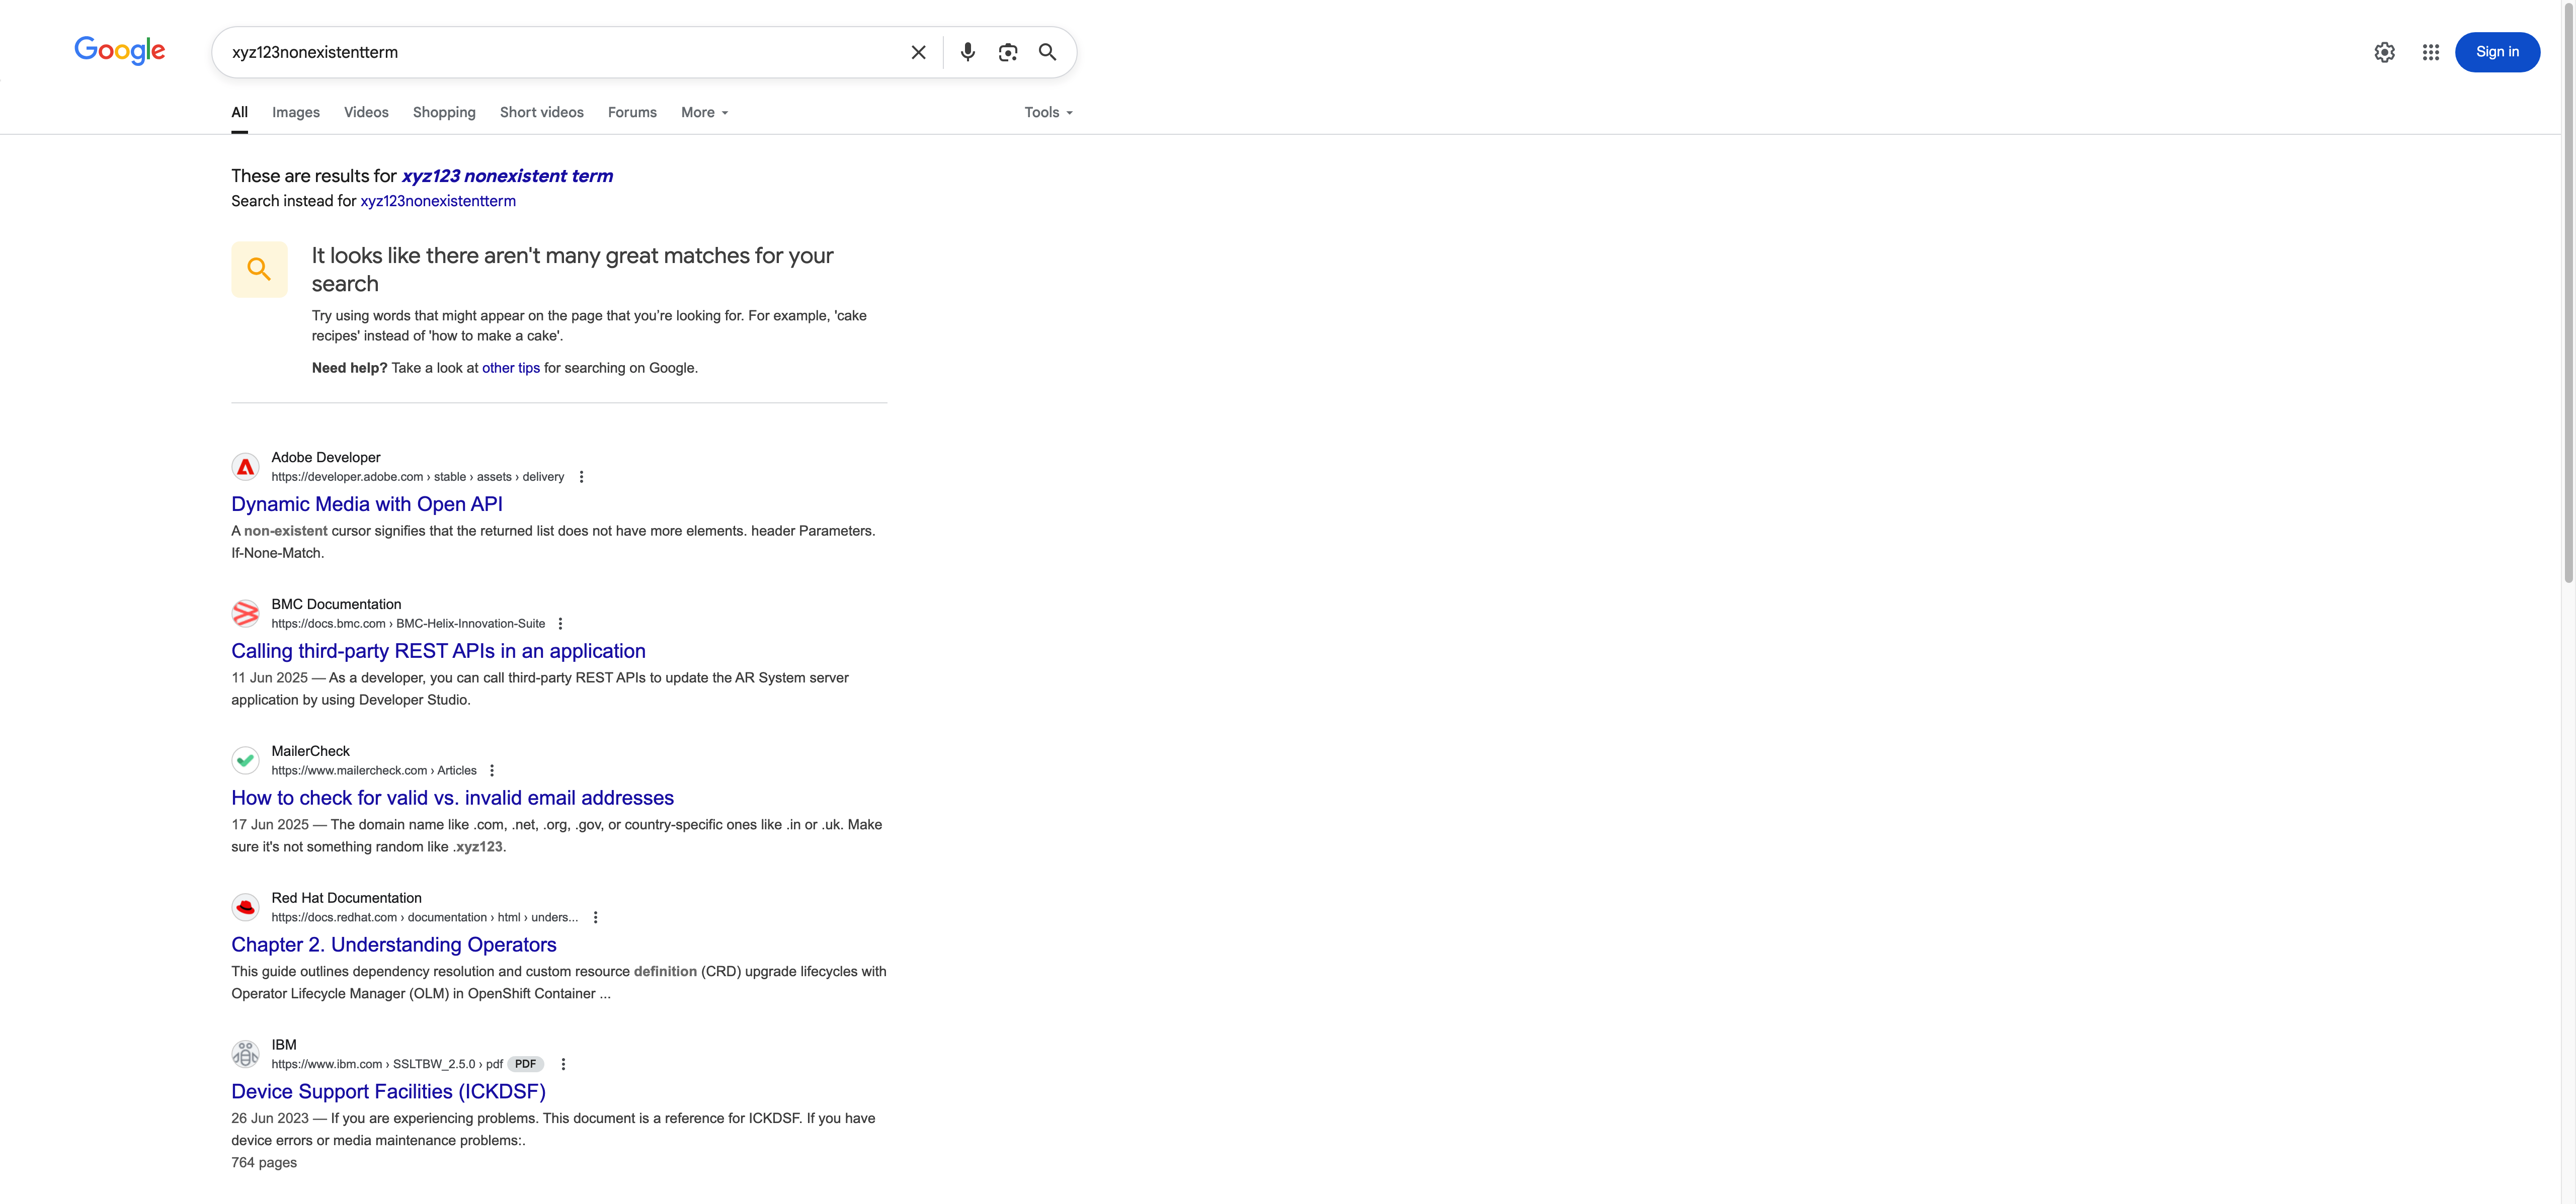 Google
xyz123nonexistentterm
Sign in
All Images Videos Shopping Short videos Forums More Tools
These are results for xyz123 nonexistent term
Search instead for xyz123nonexistentterm
It looks like there aren't many great matches for your
search
Try using words that might appear on the page that you're looking for. For example, 'cake
recipes' instead of 'how to make a cake'.
Need help? Take a look at other tips for searching on Google.
Adobe Developer
https://developer.adobe.com › stable › assets › delivery
Dynamic Media with Open API
A non-existent cursor signifies that the returned list does not have more elements. header Parameters.
If-None-Match.
BMC Documentation
https://docs.bmc.com › BMC-Helix-Innovation-Suite
Calling third-party REST APIs in an application
11 Jun 2025 — As a developer, you can call third-party REST APIs to update the AR System server
application by using Developer Studio.
MailerCheck
https://www.mailercheck.com › Articles
How to check for valid vs. invalid email addresses
17 Jun 2025 — The domain name like .com, .net, .org, .gov, or country-specific ones like .in or .uk. Make
sure it's not something random like .xyz123.
Red Hat Documentation
https://docs.redhat.com › documentation › html › unders...
Chapter 2. Understanding Operators
This guide outlines dependency resolution and custom resource definition (CRD) upgrade lifecycles with
Operator Lifecycle Manager (OLM) in OpenShift Container ...
IBM
https://www.ibm.com › SSLTBW_2.5.0 › pdf PDF
Device Support Facilities (ICKDSF)
26 Jun 2023 — If you are experiencing problems. This document is a reference for ICKDSF. If you have
device errors or media maintenance problems:.
764 pages